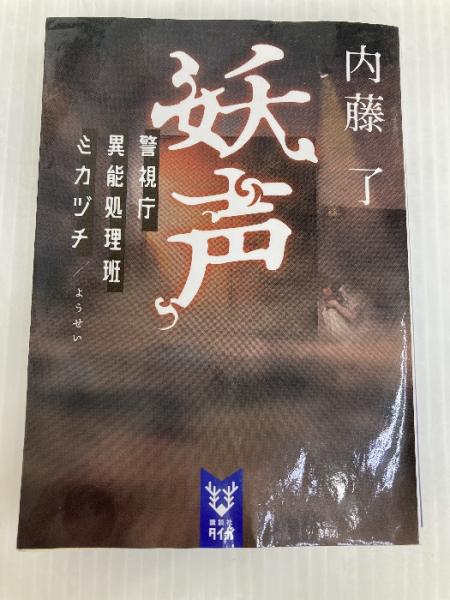 内藤 了
妖声
警視庁
異能処理班
ミカヅチ／ようせい
講談社
タイガ